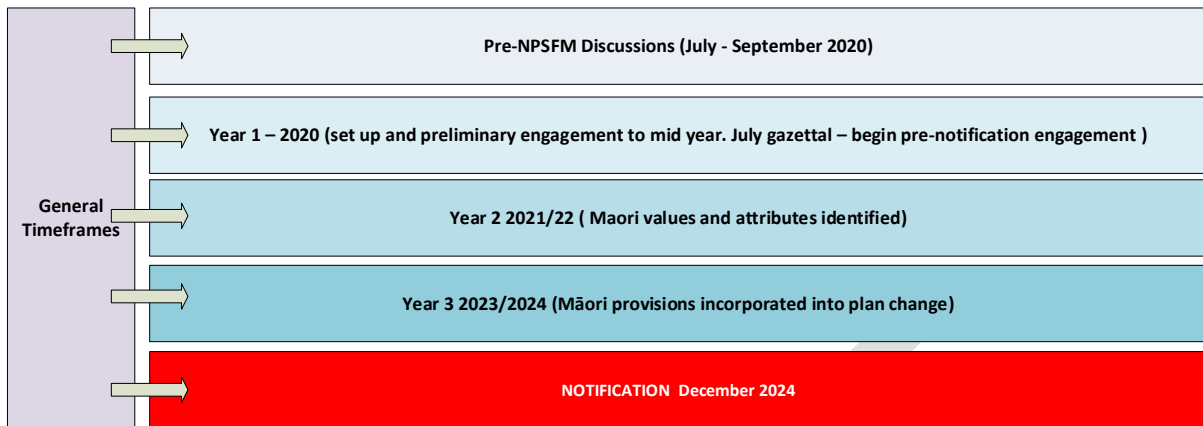 General
Timeframes
Pre-NPSFM Discussions (July - September 2020)
Year 1 – 2020 (set up and preliminary engagement to mid year. July gazettal – begin pre-notification engagement )
Year 2 2021/22 ( Maori values and attributes identified)
Year 3 2023/2024 (Māori provisions incorporated into plan change)
NOTIFICATION  December 2024